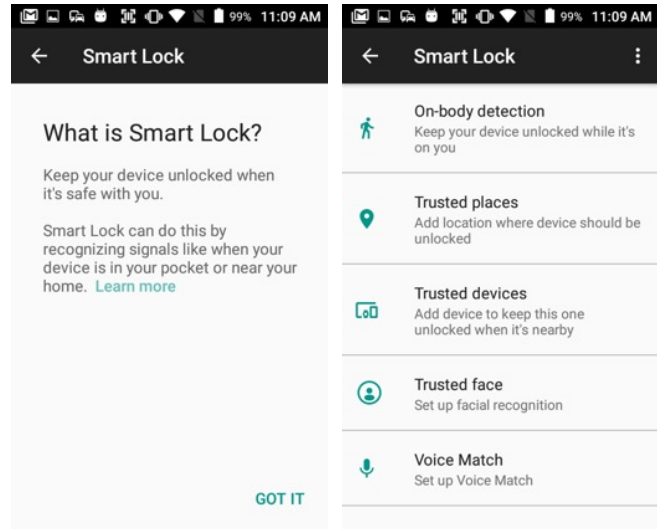 99% 11:09 AM
Smart Lock
What is Smart Lock?
Keep your device unlocked when
it's safe with you.
Smart Lock can do this by
recognizing signals like when your
device is in your pocket or near your
home. Learn more
GOT IT
99% 11:09 AM
Smart Lock
On-body detection
Keep your device unlocked while it's
on you
Trusted places
Add location where device should be
unlocked
Trusted devices
Add device to keep this one
unlocked when it's nearby
Trusted face
Set up facial recognition
Voice Match
Set up Voice Match